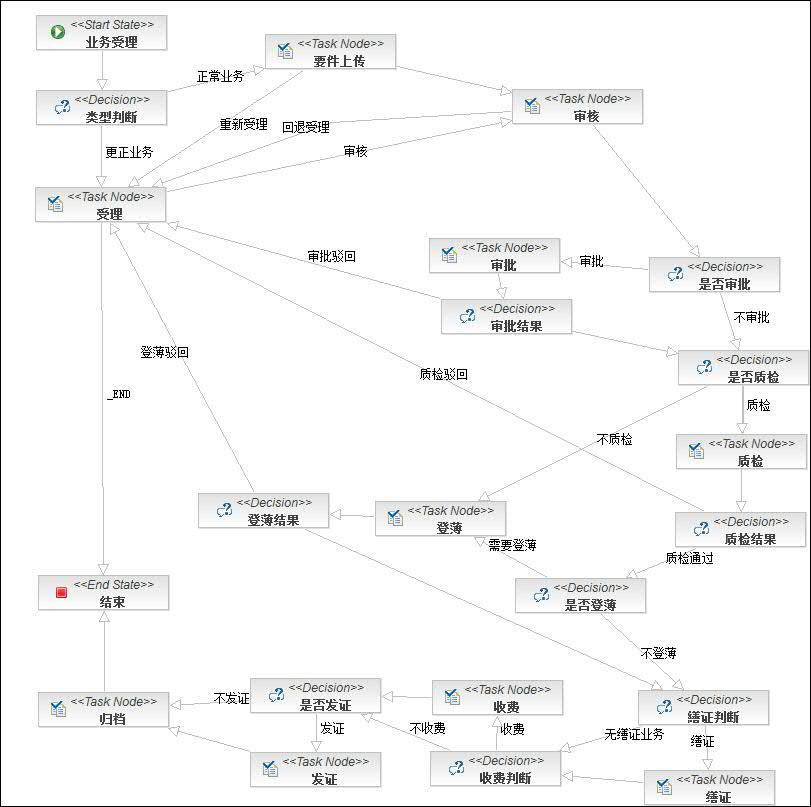 <<Start State>>
业务受理
<<Task Node>>
要件上传
正常业务
<<Decision>>
类型判断
<<Task Node>>
审核
重新受理
回退受理
更正业务
审核
<<Task Node>>
受理
<<Task Node>>
审批
审批驳回
审批
<<Decision>>
是否审批
<<Decision>>
审批结果
不审批
登薄驳回
<<Decision>>
是否质检
质检驳回
_END
质检
不质检
<<Task Node>>
质检
<<Decision>>
登薄结果
<<Task Node>>
登薄
<<Decision>>
质检结果
需要登薄
质检通过
<<End State>>
结束
<<Decision>>
是否登薄
不登薄
<<Decision>>
是否发证
不发证
<<Task Node>>
收费
<<Task Node>>
归档
<<Decision>>
缮证判断
发证
不收费
收费
无缮证业务
缮证
<<Task Node>>
发证
<<Decision>>
收费判断
<<Task Node>>
缮证